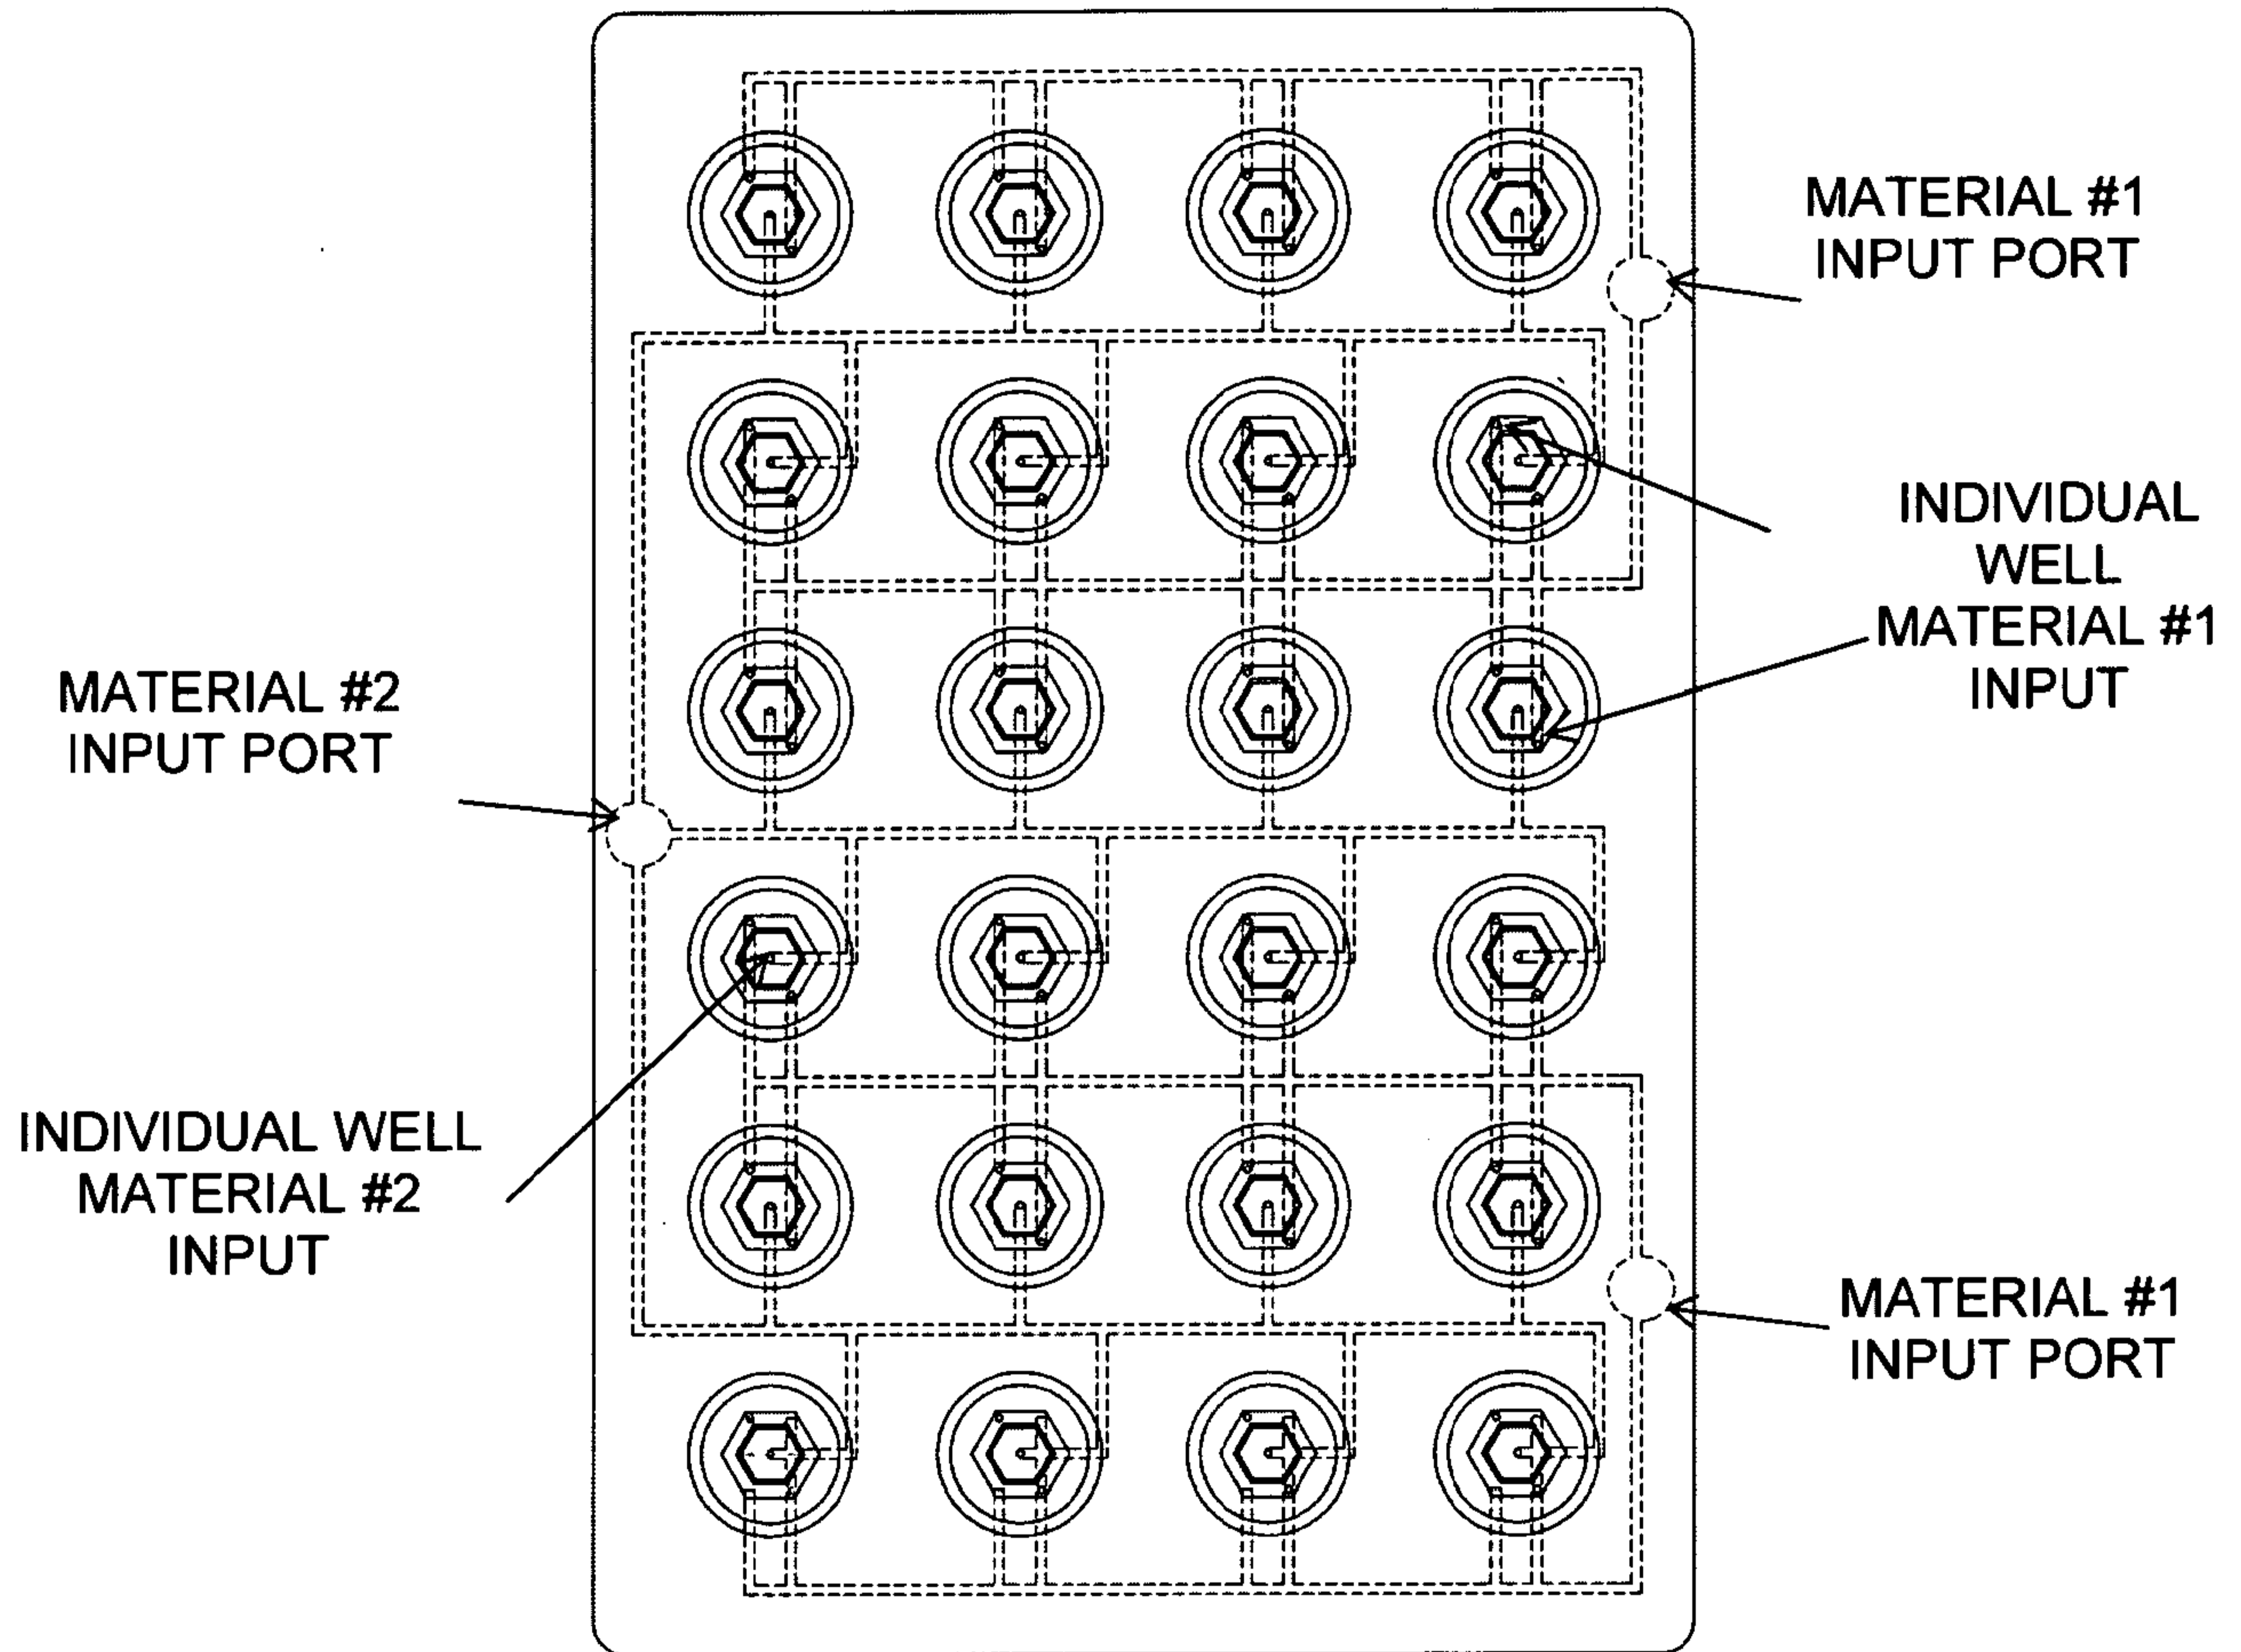 MATERIAL #1
INPUT PORT
INDIVIDUAL
WELL
MATERIAL #1
INPUT
MATERIAL #2
INPUT PORT
INDIVIDUAL WELL
MATERIAL #2
INPUT
MATERIAL #1
INPUT PORT